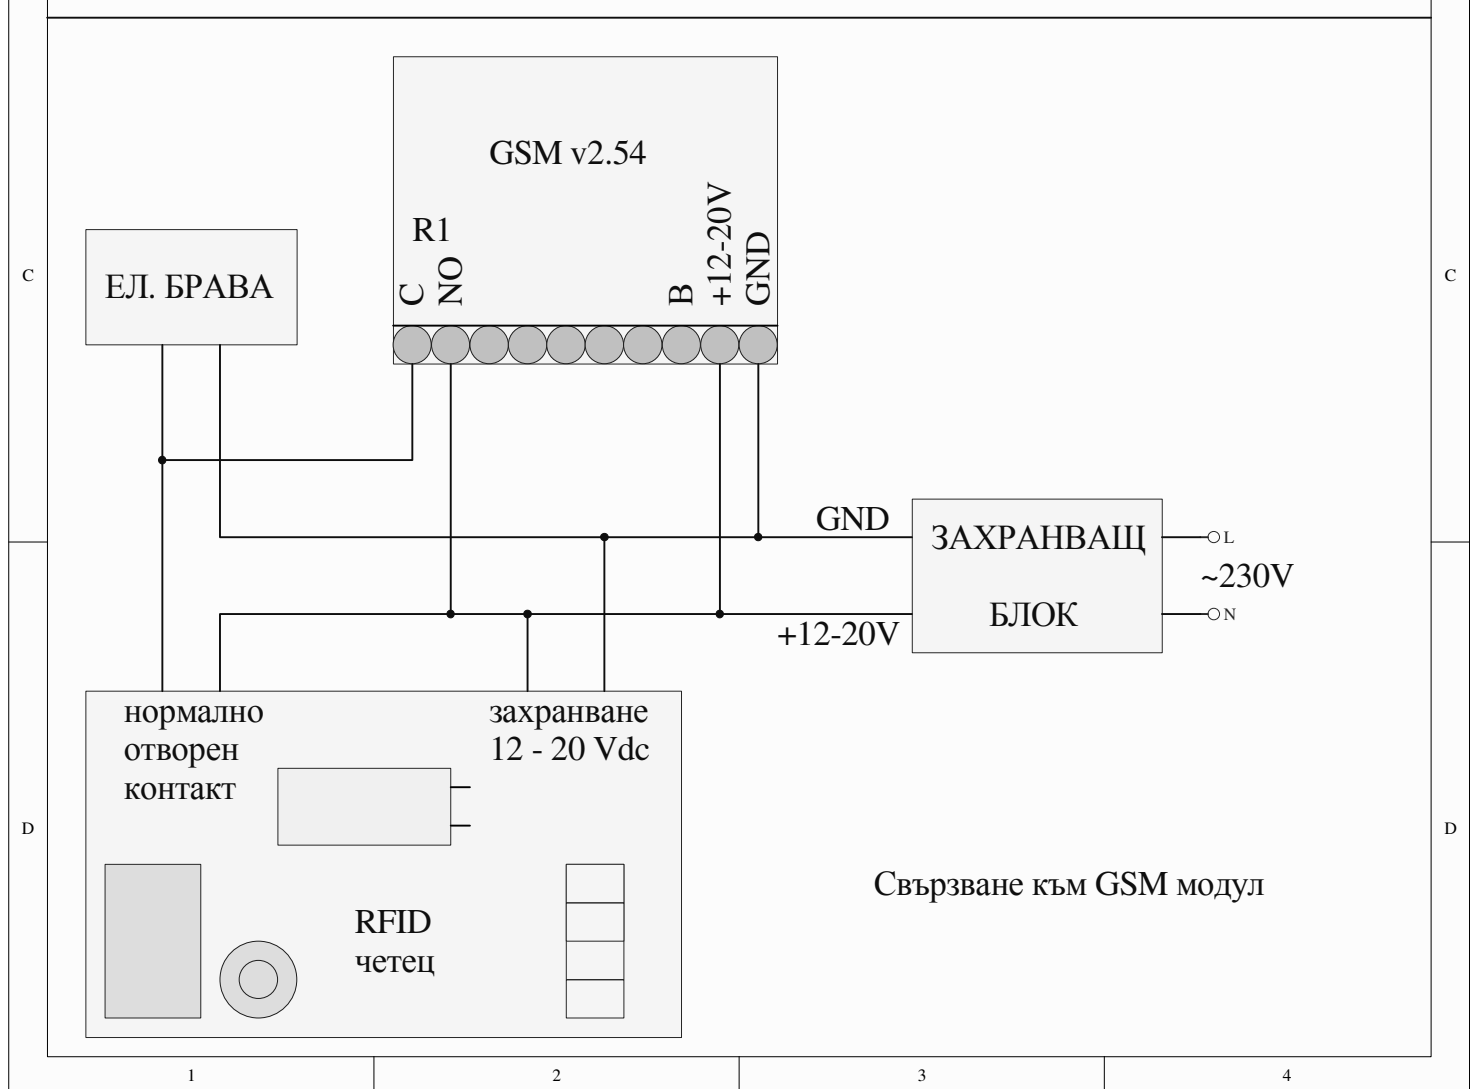 GSM v2.54
R1
C
NO
B
+12-20V
GND
C
ЕЛ. БРАВА
C
GND
ЗАХРАНВАЩ
L
~230V
БЛОК
N
+12-20V
нормално
отворен
контакт
захранване
12 - 20 Vdc
D
D
Свързване към GSM модул
RFID
четец
1
2
3
4